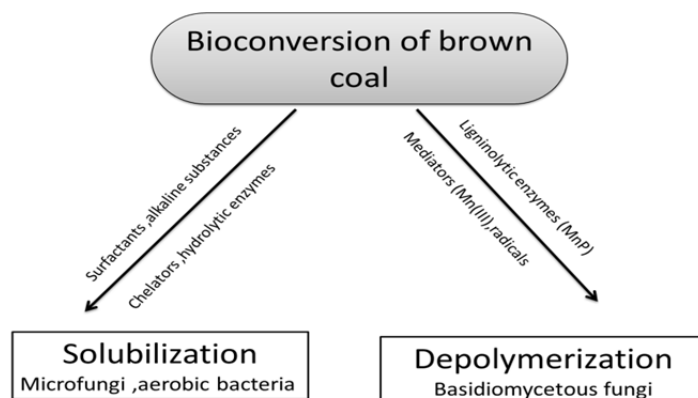 Bioconversion of brown
coal
Surfactants ,alkaline substances
Chelators ,hydrolytic enzymes
Ligninolytic enzymes (MnP)
Mediators (Mn(III),radicals
Solubilization
Microfungi ,aerobic bacteria
Depolymerization
Basidiomycetous fungi